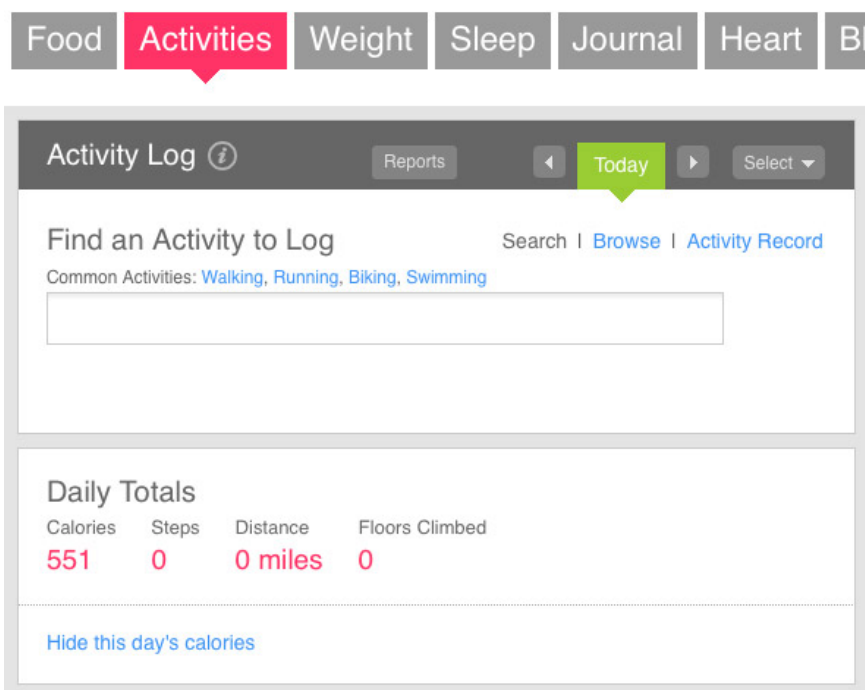 Food Activities Weight Sleep Journal Heart
Activity Log i Reports Today Select
Find an Activity to Log
Search | Browse | Activity Record
Common Activities: Walking, Running, Biking, Swimming
Daily Totals
Calories Steps Distance Floors Climbed
551 0 0 miles 0
Hide this day's calories